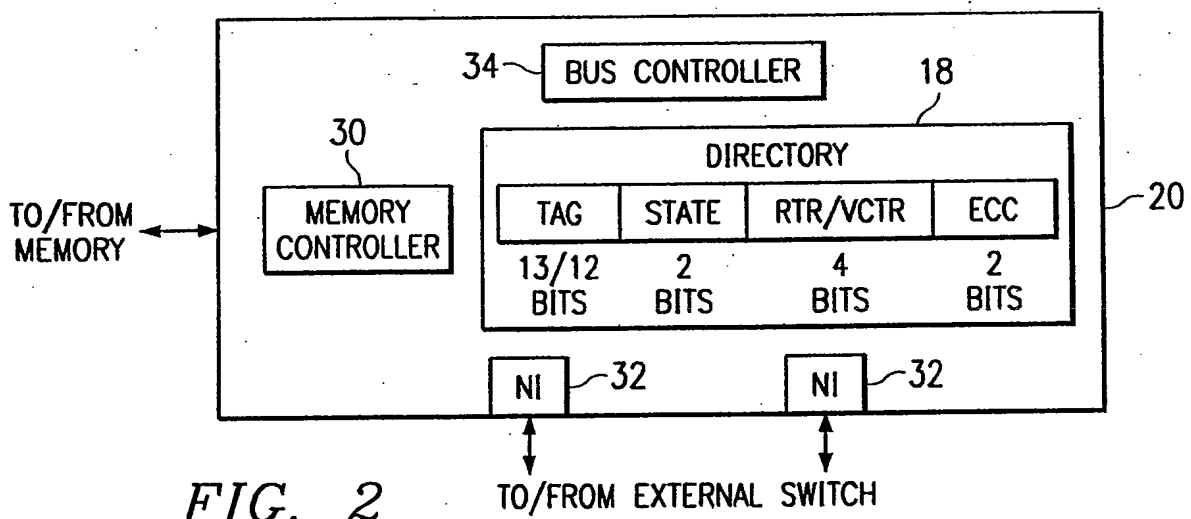 34
BUS CONTROLLER
18
30
DIRECTORY
TO/FROM
MEMORY
MEMORY
CONTROLLER
TAG
STATE
RTR/VCTR
ECC
20
13/12
BITS
2
BITS
4
BITS
2
BITS
NI
32
NI
32
TO/FROM EXTERNAL SWITCH
FIG. 2